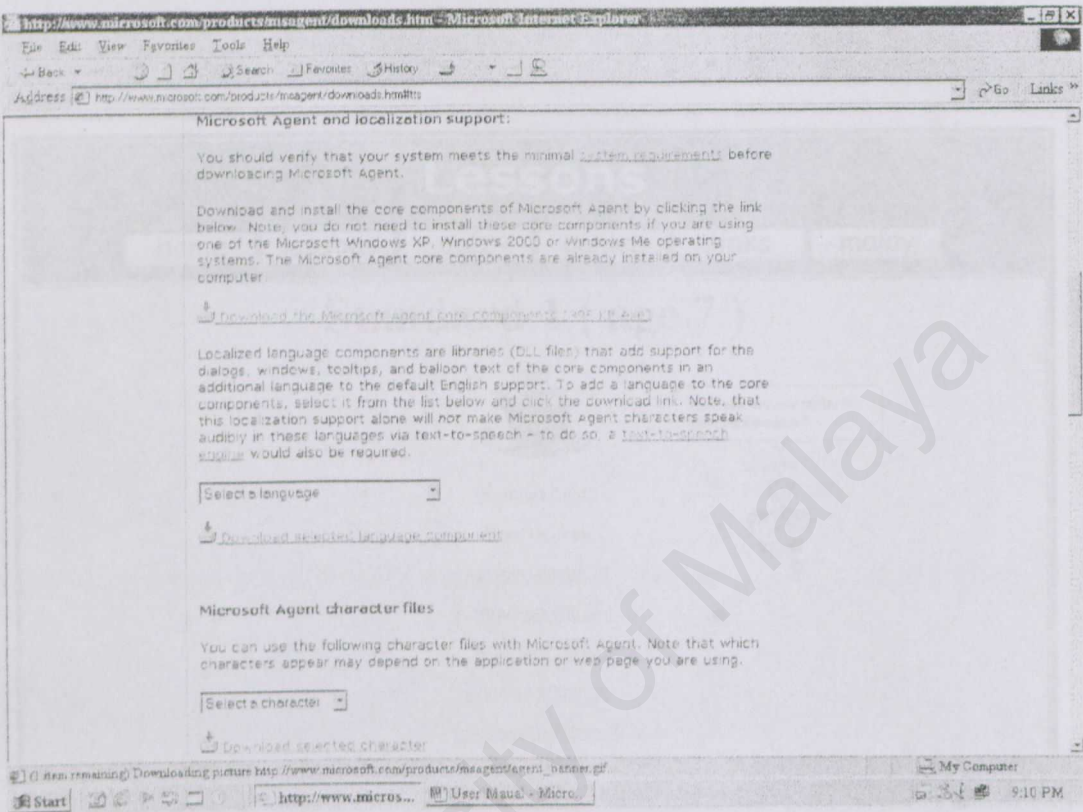 http://www.microsoft.com/products/msagent/downloads.htm - Microsoft Internet Explorer
File Edit View Favorites Tools Help
Back Search Favorites History
Address http://www.microsoft.com/products/msagent/downloads.htm#tts Go Links »
Lessons
Microsoft Agent and localization support:
You should verify that your system meets the minimal system requirements before
downloading Microsoft Agent.
Download and install the core components of Microsoft Agent by clicking the link
below. Note, you do not need to install these core components if you are using
one of the Microsoft Windows XP, Windows 2000 or Windows Me operating
systems. The Microsoft Agent core components are already installed on your
computer.
Download the Microsoft Agent core components
Localized language components are libraries (DLL files) that add support for the
dialogs, windows, tooltips, and balloon text of the core components in an
additional language to the default English support. To add a language to the core
components, select it from the list below and click the download link. Note, that
this localization support alone will not make Microsoft Agent characters speak
audibly in these languages via text-to-speech - to do so, a text-to-speech
engine would also be required.
Select a language
Download selected language component
Microsoft Agent character files
You can use the following character files with Microsoft Agent. Note that which
characters appear may depend on the application or web page you are using.
Select a character
Download selected character
(1 item remaining) Downloading picture http://www.microsoft.com/products/msagent/agent_banner.gif
My Computer
Start http://www.micros... User Maual - Micro... 9:10 PM
University of Malaya